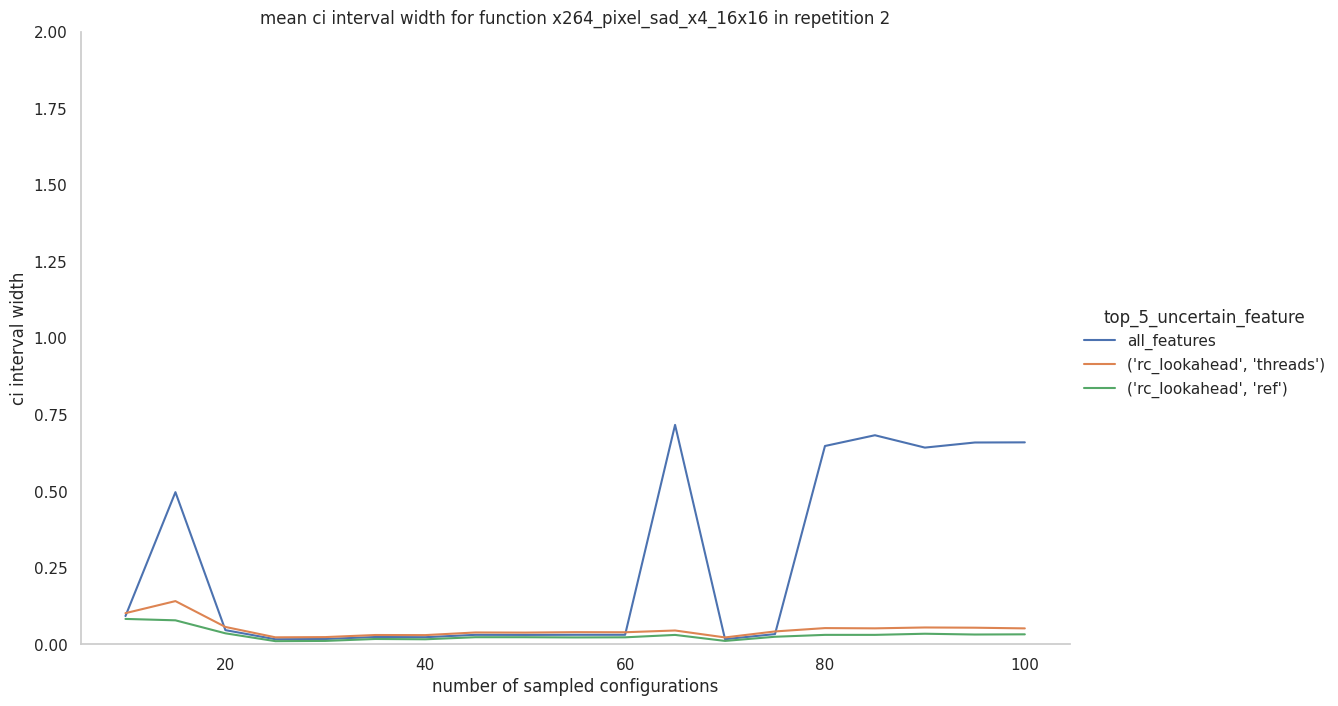 mean ci interval width for function x264_pixel_sad_x4_16x16 in repetition 2
2.00
1.75
1.50
1.25
1.00
0.75
0.50
0.25
0.00
ci interval width
20
40
60
80
100
number of sampled configurations
top_5_uncertain_feature
all_features
('rc_lookahead', 'threads')
('rc_lookahead', 'ref')